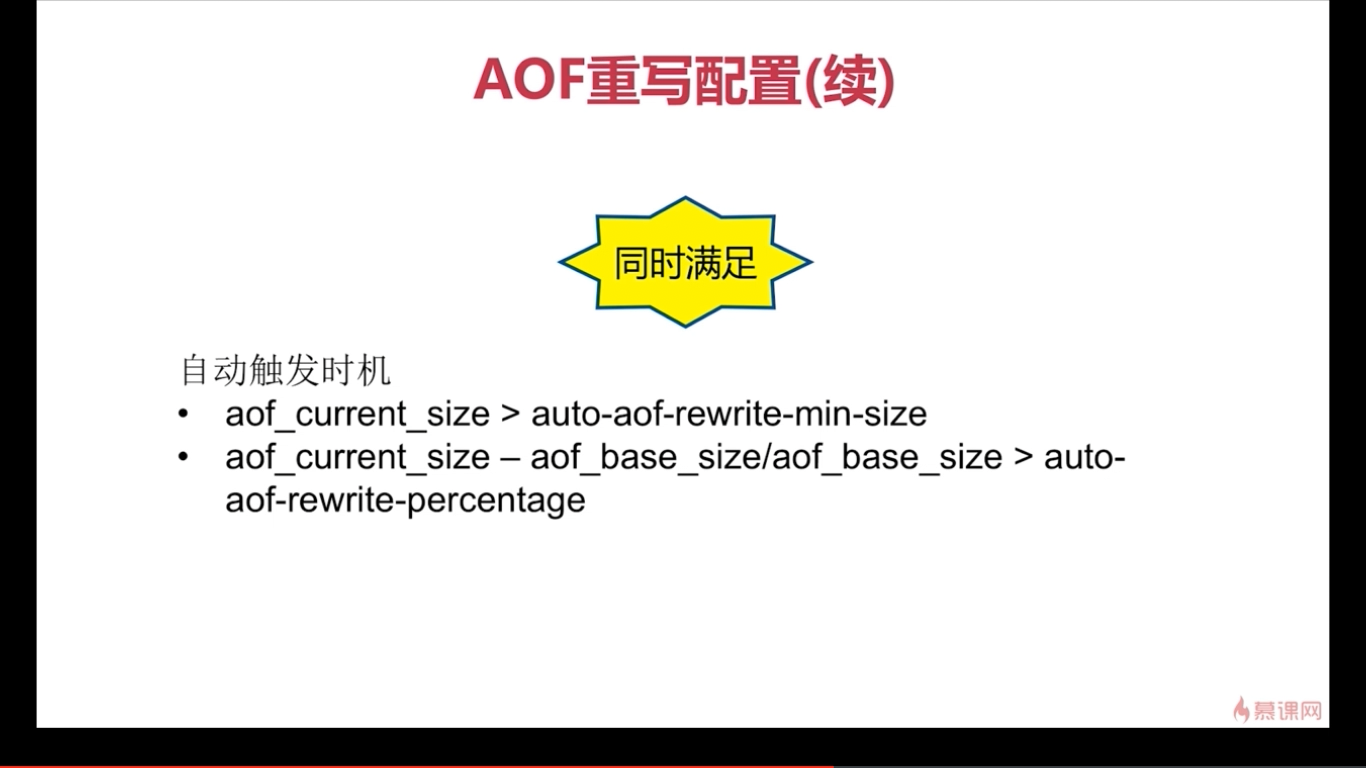 AOF重写配置(续)
同时满足
自动触发时机
• aof_current_size > auto-aof-rewrite-min-size
• aof_current_size – aof_base_size/aof_base_size > auto-
aof-rewrite-percentage
慕课网